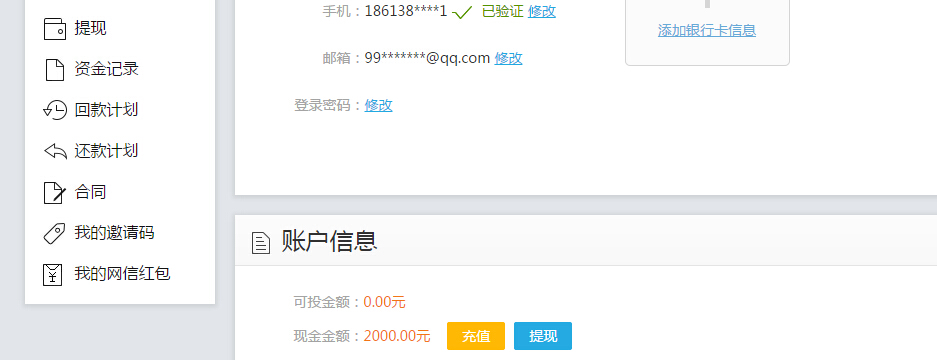 提现
资金记录
回款计划
还款计划
合同
我的邀请码
我的网信红包
手机：186138****1 已验证 修改
邮箱：99*******@qq.com 修改
登录密码：修改
添加银行卡信息
账户信息
可投金额：0.00元
现金金额：2000.00元 充值 提现